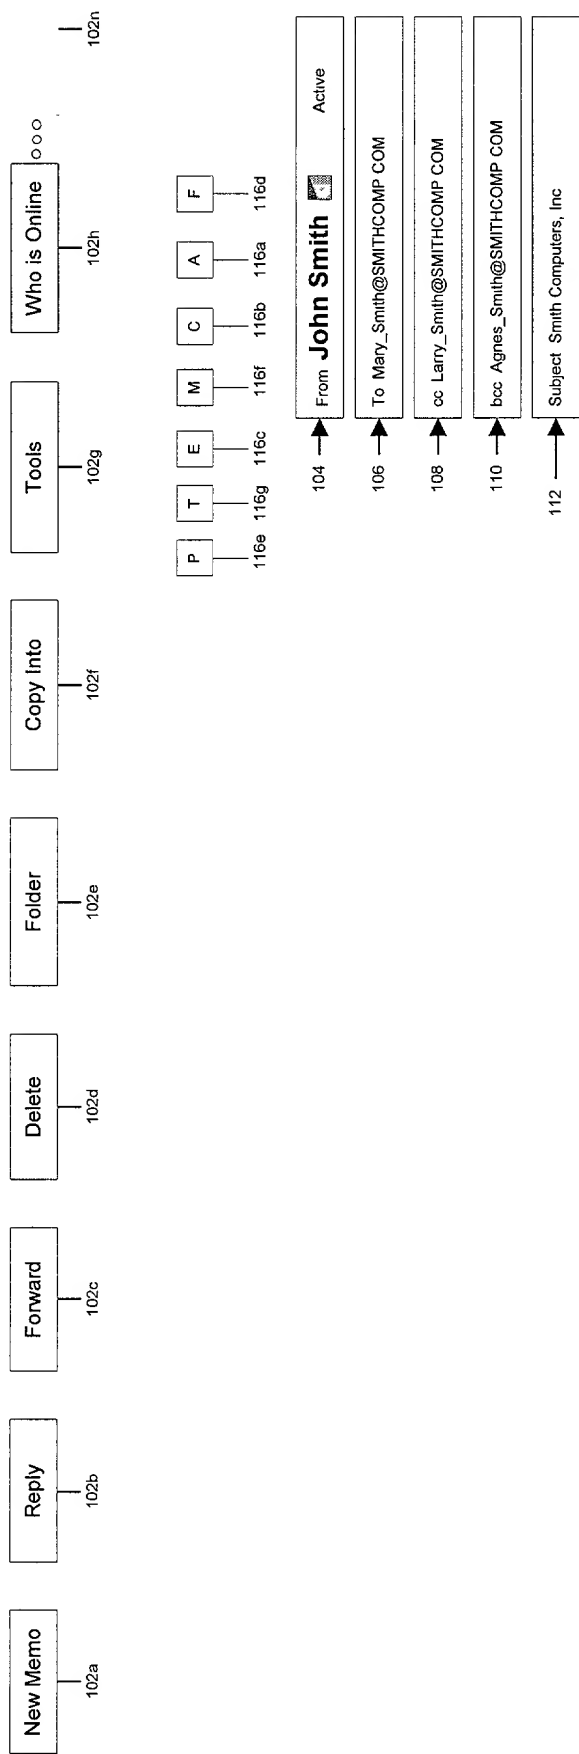 New Memo Reply Forward Delete Folder Copy Into Tools Who is Online ooo
102a 102b 102c 102d 102e 102f 102g 102h 102n
P T E M C A F
116e 116g 116c 116f 116b 116a 116d
104 From John Smith Active
106 To Mary_Smith@SMITHCOMP COM
108 cc Larry_Smith@SMITHCOMP COM
110 bcc Agnes_Smith@SMITHCOMP COM
112 Subject Smith Computers, Inc